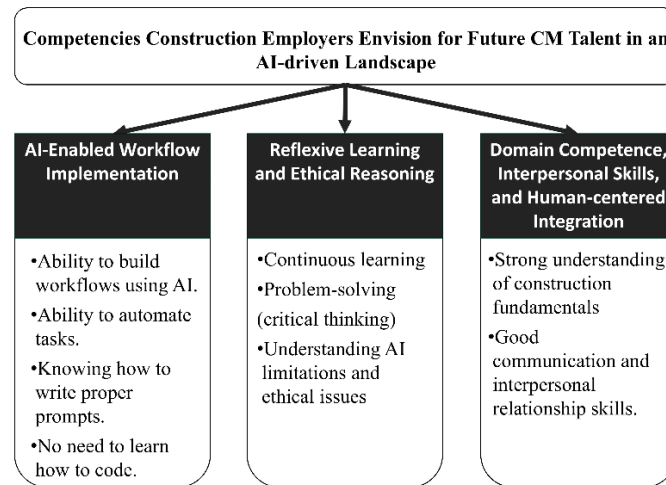 Competencies Construction Employers Envision for Future CM Talent in an
AI-driven Landscape
AI-Enabled Workflow
Implementation
•Ability to build
workflows using AI.
•Ability to automate
tasks.
•Knowing how to
write proper
prompts.
•No need to learn
how to code.
Reflexive Learning
and Ethical Reasoning
•Continuous learning
•Problem-solving
(critical thinking)
•Understanding AI
limitations and
ethical issues
Domain Competence,
Interpersonal Skills,
and Human-centered
Integration
•Strong understanding
of construction
fundamentals
•Good
communication and
interpersonal
relationship skills.